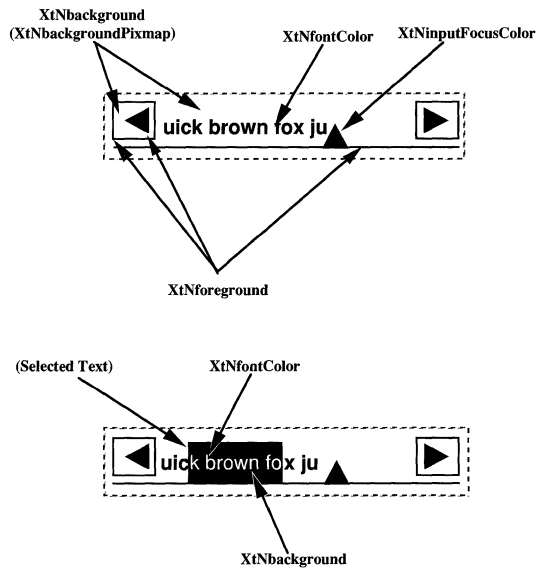 XtNbackground
(XtNbackgroundPixmap)
XtNfontColor
XtNinputFocusColor
uick brown fox ju
XtNforeground
(Selected Text)
XtNfontColor
uick brown fox ju
XtNbackground